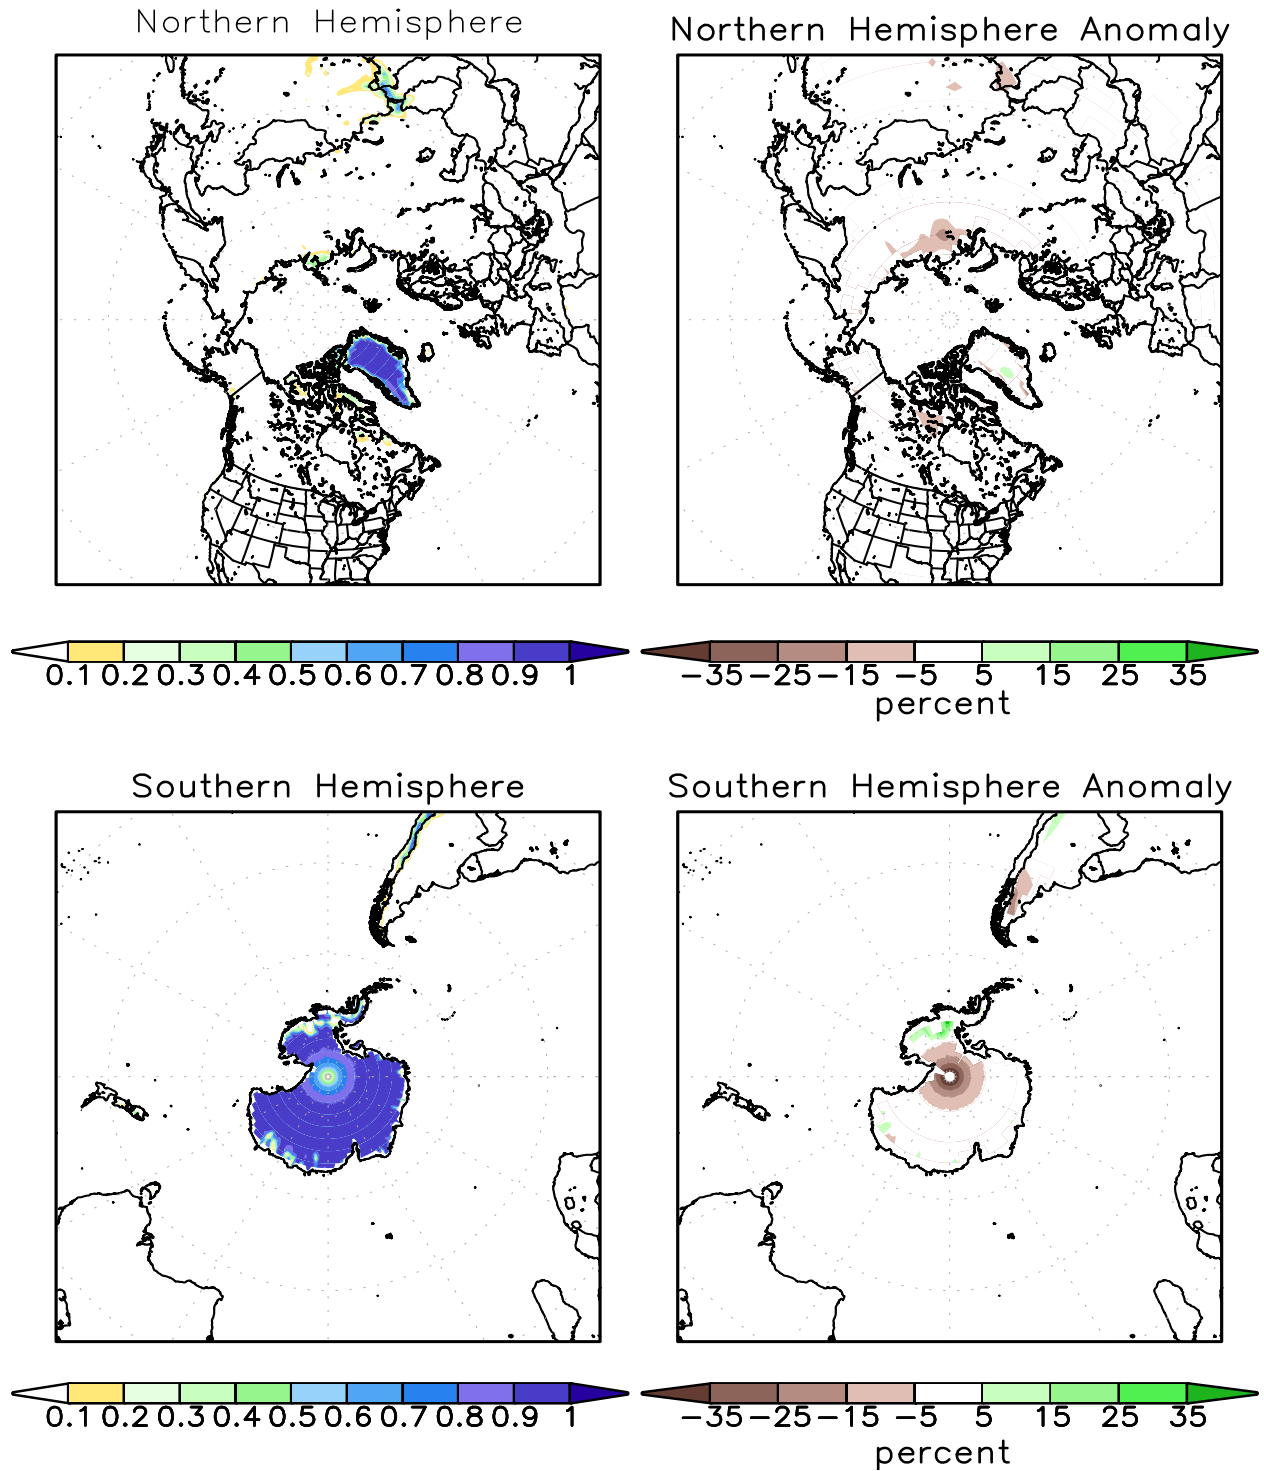 Northern Hemisphere
Northern Hemisphere Anomaly
0.1 0.2 0.3 0.4 0.5 0.6 0.7 0.8 0.9 1
-35 -25 -15 -5 5 15 25 35
percent
Southern Hemisphere
Southern Hemisphere Anomaly
0.1 0.2 0.3 0.4 0.5 0.6 0.7 0.8 0.9 1
-35 -25 -15 -5 5 15 25 35
percent